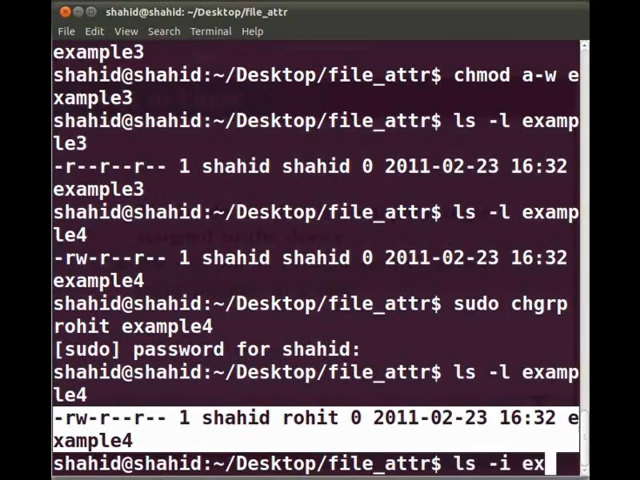 shahid@shahid: ~/Desktop/file_attr
File Edit View Search Terminal Help
example3
shahid@shahid:~/Desktop/file_attr$ chmod a-w e
xample3
shahid@shahid:~/Desktop/file_attr$ ls -l examp
le3
-r--r--r-- 1 shahid shahid 0 2011-02-23 16:32
example3
shahid@shahid:~/Desktop/file_attr$ ls -l examp
le4
-rw-r--r-- 1 shahid shahid 0 2011-02-23 16:32
example4
shahid@shahid:~/Desktop/file_attr$ sudo chgrp
rohit example4
[sudo] password for shahid:
shahid@shahid:~/Desktop/file_attr$ ls -l examp
le4
-rw-r--r-- 1 shahid rohit 0 2011-02-23 16:32 e
xample4
shahid@shahid:~/Desktop/file_attr$ ls -i ex